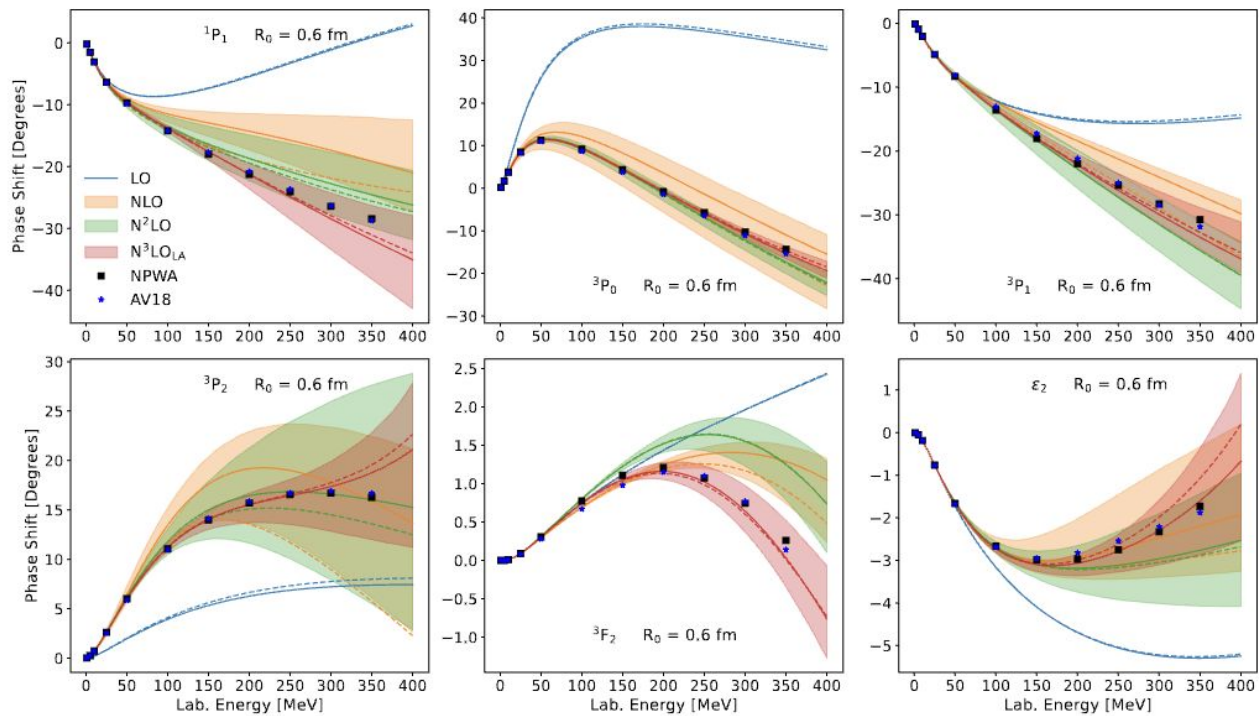 ¹P₁ R₀ = 0.6 fm
Phase Shift [Degrees]
0
−10
−20
−30
−40
LO
NLO
N²LO
N³LO_LA
NPWA
AV18
0 50 100 150 200 250 300 350 400
40
30
20
10
0
−10
−20
−30
³P₀ R₀ = 0.6 fm
0 50 100 150 200 250 300 350 400
0
−10
−20
−30
−40
³P₁ R₀ = 0.6 fm
0 50 100 150 200 250 300 350 400
³P₂ R₀ = 0.6 fm
Phase Shift [Degrees]
30
25
20
15
10
5
0
0 50 100 150 200 250 300 350 400
Lab. Energy [MeV]
2.5
2.0
1.5
1.0
0.5
0.0
−0.5
−1.0
³F₂ R₀ = 0.6 fm
0 50 100 150 200 250 300 350 400
Lab. Energy [MeV]
ε₂ R₀ = 0.6 fm
1
0
−1
−2
−3
−4
−5
0 50 100 150 200 250 300 350 400
Lab. Energy [MeV]